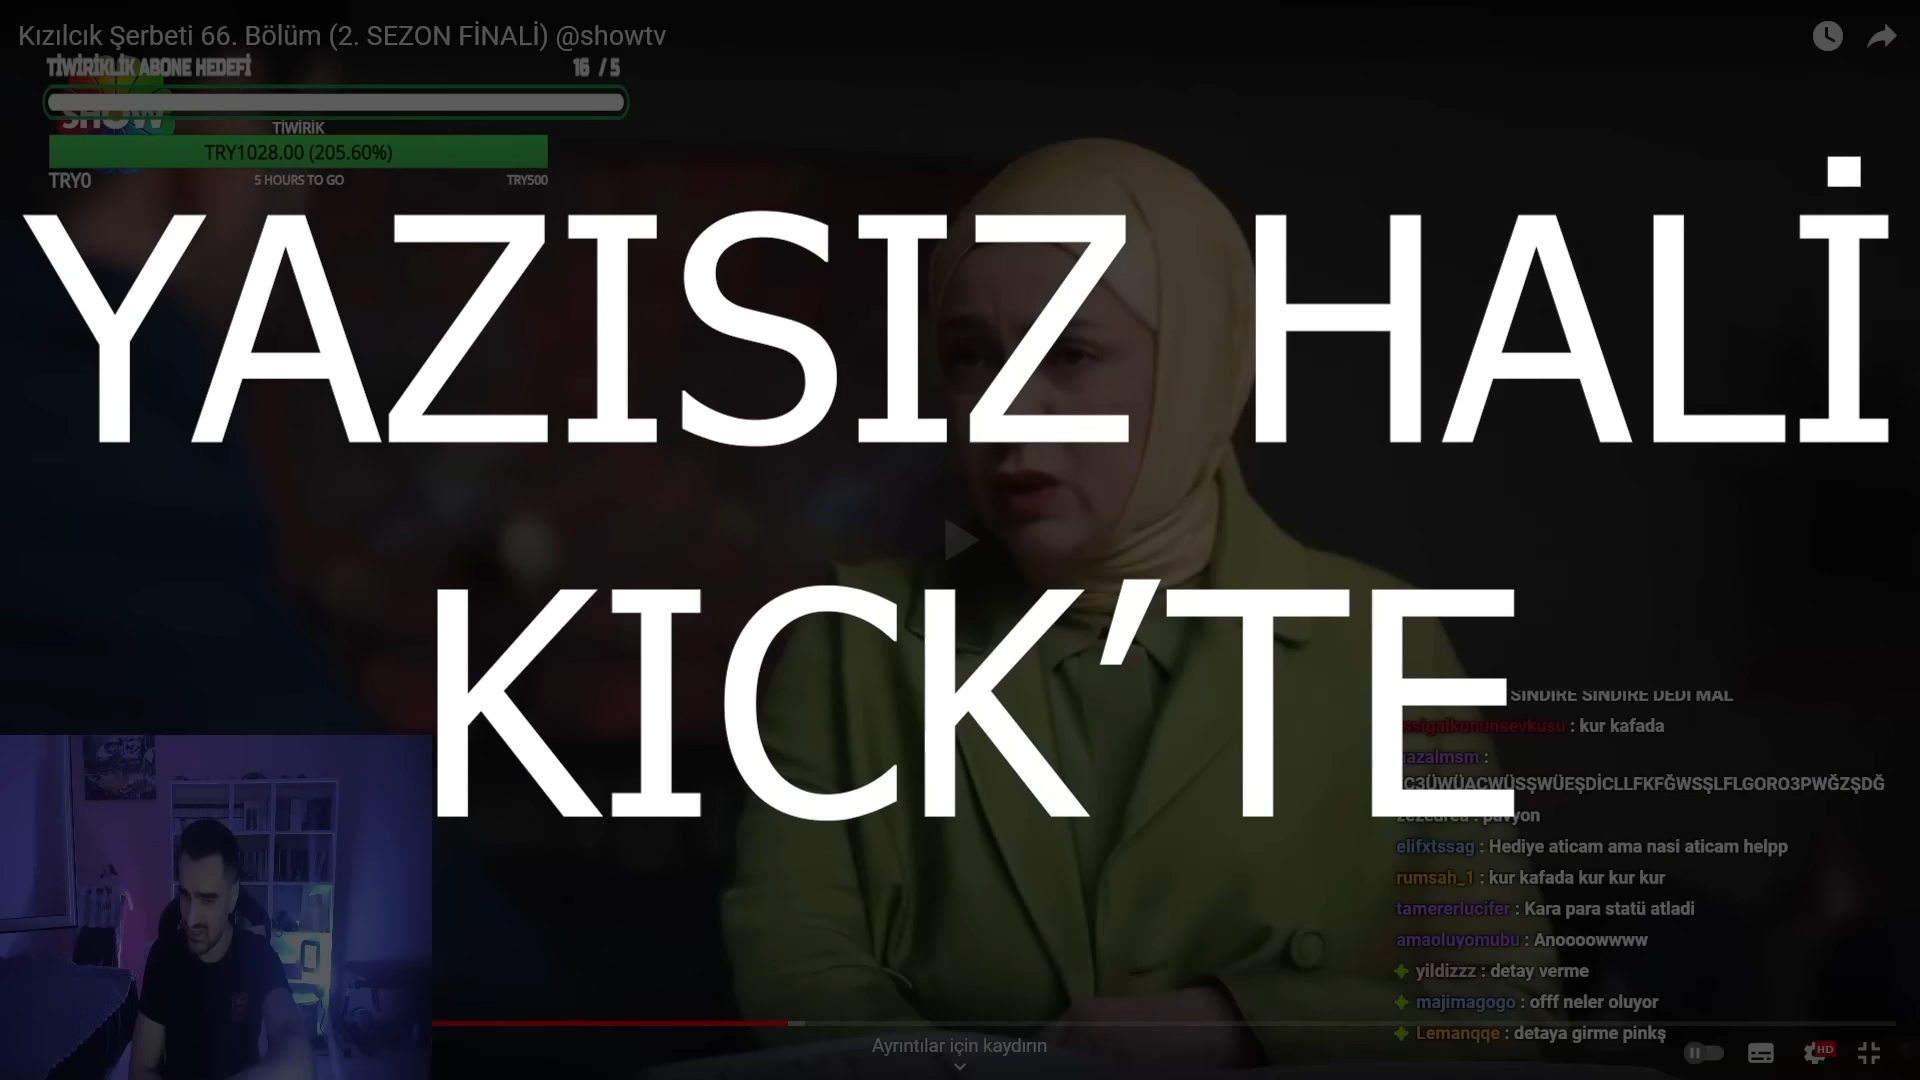 Kızılcık Şerbeti 66. Bölüm (2. SEZON FİNALİ) @showtv
TİWİRİKLİK ABONE HEDEFİ 16 / 5
SHOW
TİWİRİK
TRY1028.00 (205.60%)
TRY0 5 HOURS TO GO TRY500
YAZISIZ HALİ
KICK’TE
SINDIRE SINDIRE DEDI MAL
: kur kafada
:
elifxtssag : Hediye aticam ama nasi aticam helpp
rumsah_1 : kur kafada kur kur kur
tamererlucifer : Kara para statü atladi
amaoluyomubu : Anoooowwww
yildizzz : detay verme
majimagogo : offf neler oluyor
Lemanqqe : detaya girme pinkş
Ayrıntılar için kaydırın
HD